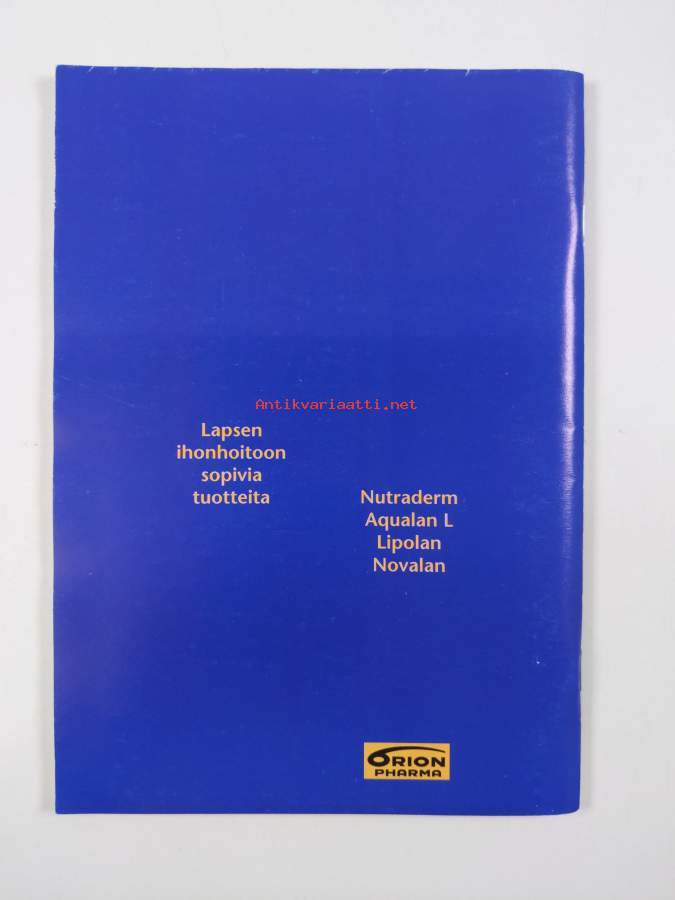 Antikvariaatti.net
Lapsen
ihonhoitoon
sopivia
tuotteita
Nutraderm
Aqualan L
Lipolan
Novalan
ORION
PHARMA